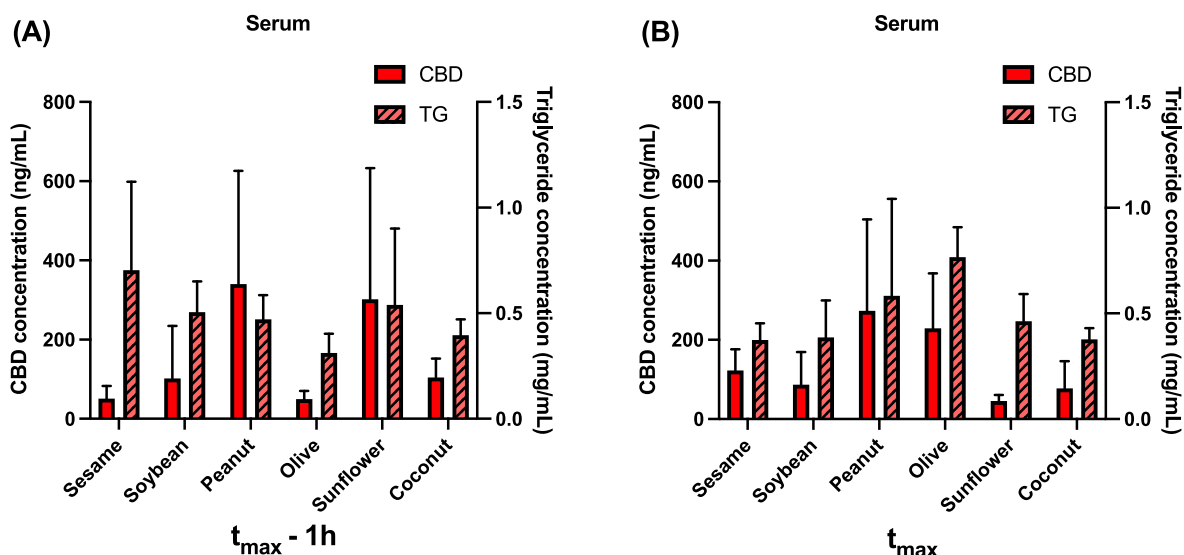 (A)
Serum
CBD
TG
CBD concentration (ng/mL)
800
600
400
200
0
Triglyceride concentration (mg/mL)
1.5
1.0
0.5
0.0
Sesame
Soybean
Peanut
Olive
Sunflower
Coconut
tmax - 1h
(B)
Serum
CBD
TG
CBD concentration (ng/mL)
800
600
400
200
0
Triglyceride concentration (mg/mL)
1.5
1.0
0.5
0.0
Sesame
Soybean
Peanut
Olive
Sunflower
Coconut
tmax